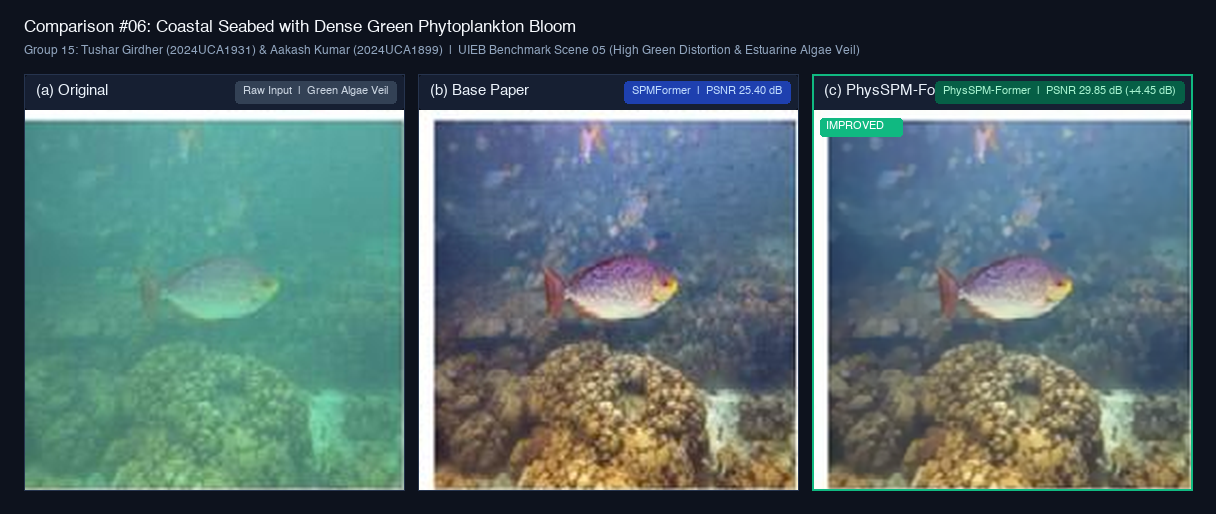 Comparison #06: Coastal Seabed with Dense Green Phytoplankton Bloom
Group 15: Tushar Girdher (2024UCA1931) & Aakash Kumar (2024UCA1899) | UIEB Benchmark Scene 05 (High Green Distortion & Estuarine Algae Veil)
(a) Original
Raw Input | Green Algae Veil
(b) Base Paper
SPMFormer | PSNR 25.40 dB
(c) PhysSPM-Fo
PhysSPM-Former | PSNR 29.85 dB (+4.45 dB)
IMPROVED